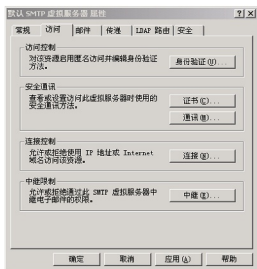 默认 SMTP 虚拟服务器 属性
常规 访问 邮件 传递 LDAP 路由 安全
访问控制
对该资源启用匿名访问并编辑身份验证
方法。
身份验证(U)...
安全通讯
查看或设置访问此虚拟服务器时使用的
安全通讯方法。
证书(C)...
通讯(M)...
连接控制
允许或拒绝使用 IP 地址或 Internet
域名访问该资源。
连接(N)...
中继限制
允许或拒绝通过此 SMTP 虚拟服务器中
继电子邮件的权限。
中继(E)...
确定 取消 应用(A) 帮助